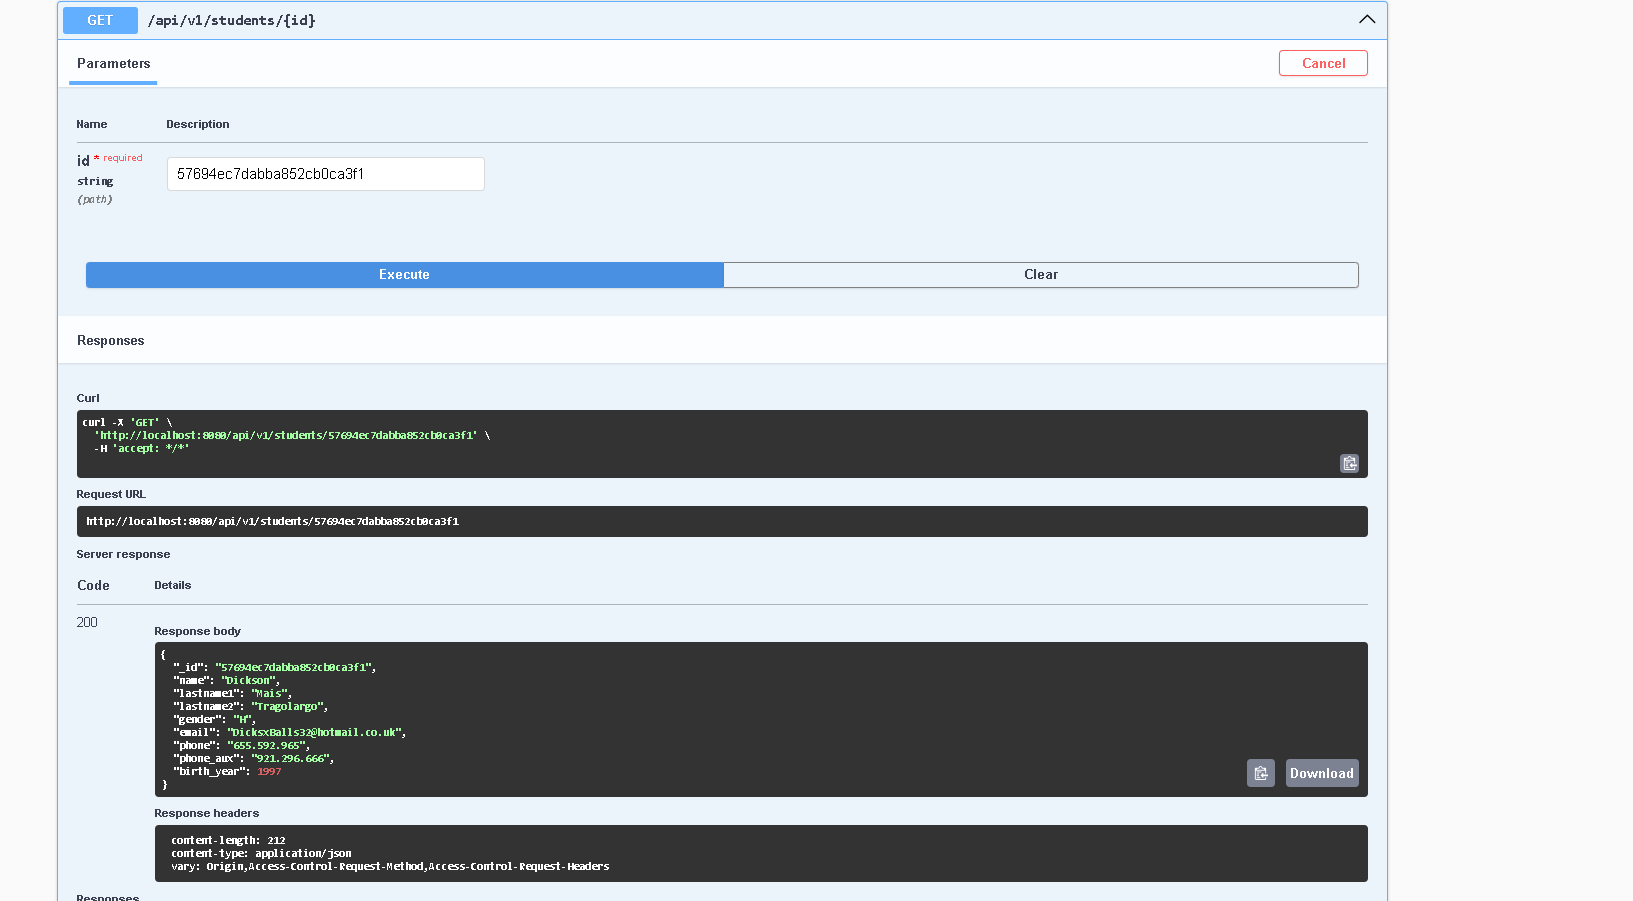 GET /api/v1/students/{id}
Parameters
Cancel
Name Description
id * required
string
(path)
57694ec7dabba852cb0ca3f1
Execute Clear
Responses
Curl
curl -X 'GET' \
'http://localhost:8080/api/v1/students/57694ec7dabba852cb0ca3f1' \
-H 'accept: */*'
Request URL
http://localhost:8080/api/v1/students/57694ec7dabba852cb0ca3f1
Server response
Code Details
200
Response body
{
"_id": "57694ec7dabba852cb0ca3f1",
"name": "Dickson",
"lastname1": "Mais",
"lastname2": "Tragolargo",
"gender": "H",
"email": "DicksxBalls32@hotmail.co.uk",
"phone": "655.592.965",
"phone_aux": "921.296.666",
"birth_year": 1997
}
Download
Response headers
content-length: 212
content-type: application/json
vary: Origin,Access-Control-Request-Method,Access-Control-Request-Headers
Responses